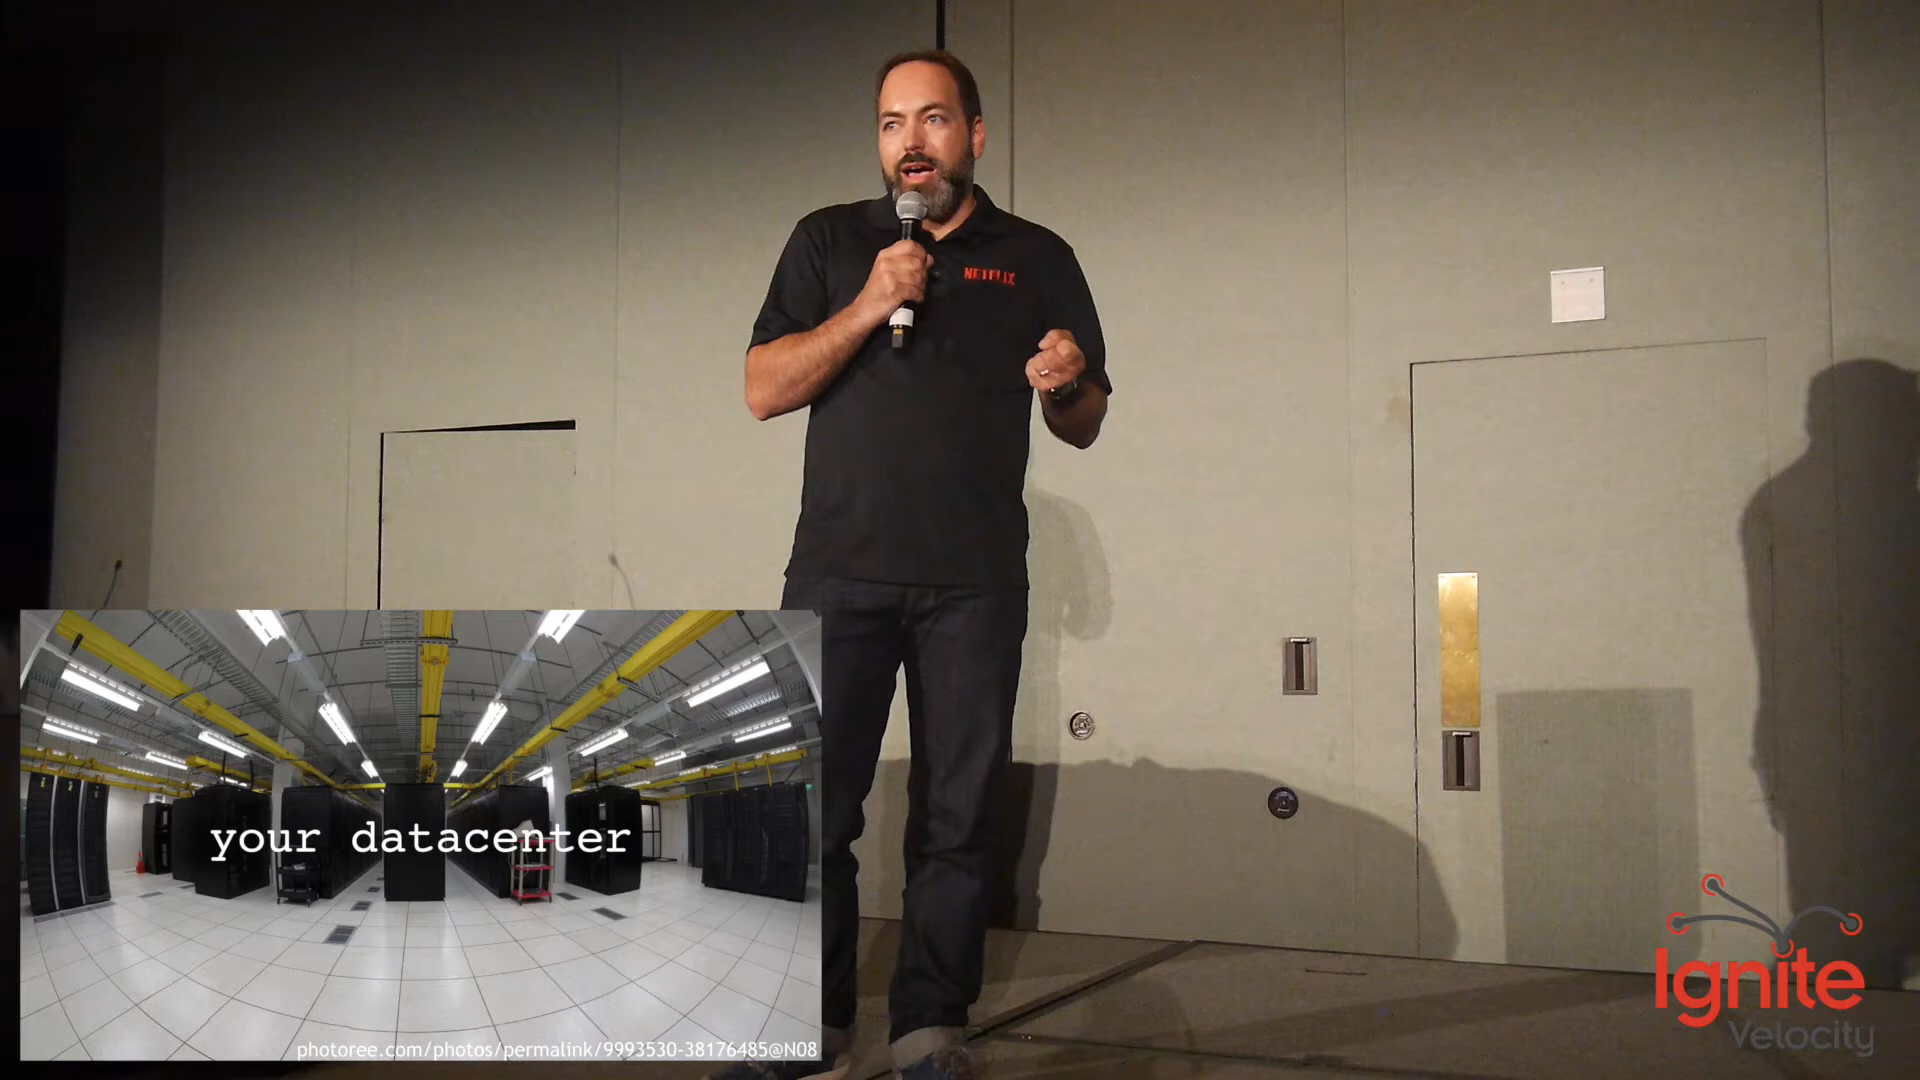 NETFLIX
your datacenter
photoree.com/photos/permalink/9993530-38176485@N08
Ignite
Velocity